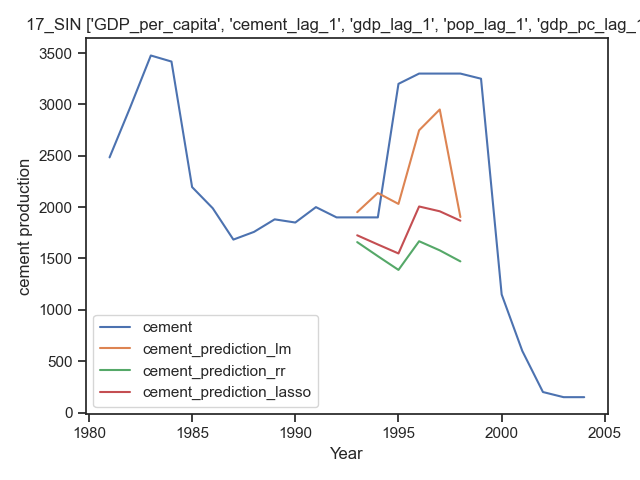 17_SIN ['GDP_per_capita', 'cement_lag_1', 'gdp_lag_1', 'pop_lag_1', 'gdp_pc_lag_1
3500
3000
2500
2000
1500
1000
500
0
cement production
cement
cement_prediction_lm
cement_prediction_rr
cement_prediction_lasso
1980 1985 1990 1995 2000 2005
Year